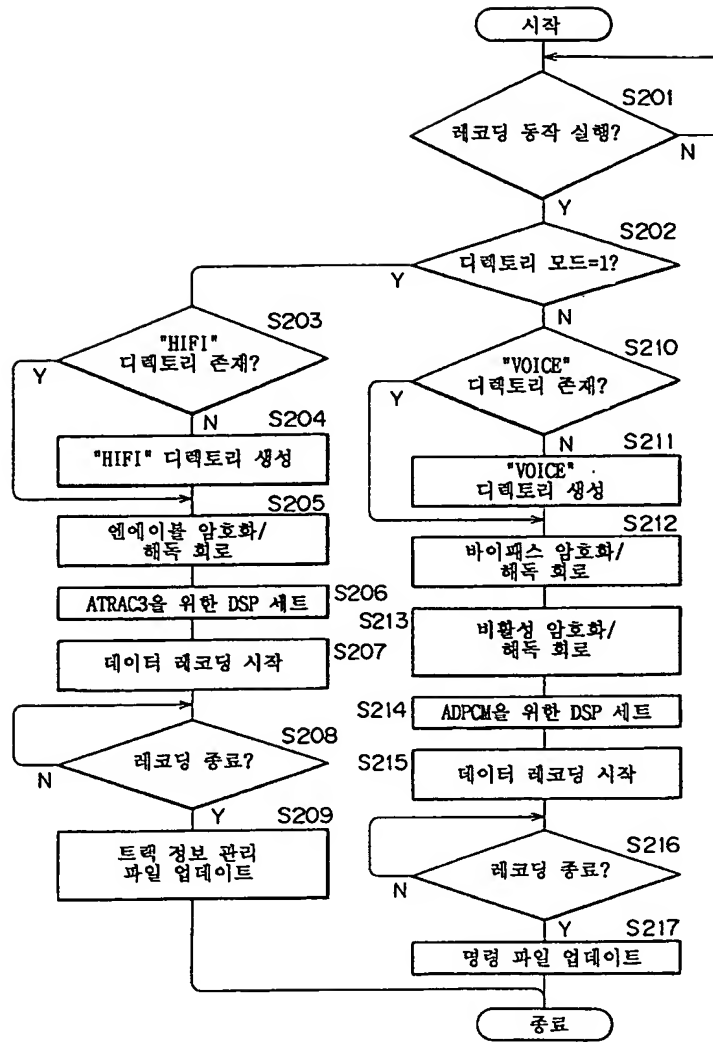 시작
S201
레코딩 동작 실행?
N
Y
S202
디렉토리 모드=1?
Y
N
S203
"HIFI"
디렉토리 존재?
Y
N
S204
"HIFI" 디렉토리 생성
S205
엔에이블 암호화/
해독 회로
S206
ATRAC3을 위한 DSP 세트
S207
데이터 레코딩 시작
S208
레코딩 종료?
N
Y
S209
트랙 정보 관리
파일 업데이트
S210
"VOICE"
디렉토리 존재?
Y
N
S211
"VOICE"
디렉토리 생성
S212
바이패스 암호화/
해독 회로
S213
비활성 암호화/
해독 회로
S214
ADPCM을 위한 DSP 세트
S215
데이터 레코딩 시작
S216
레코딩 종료?
N
Y
S217
명령 파일 업데이트
종료